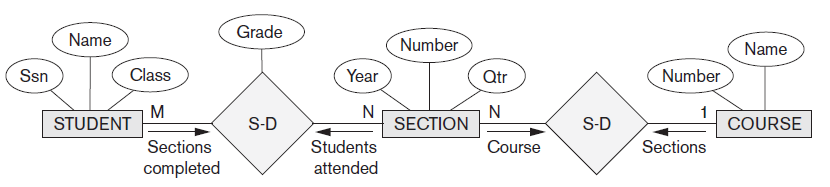 Grade
Name
Number
Name
Ssn
Class
Year
Qtr
Number
M
N
N
1
STUDENT
S-D
SECTION
S-D
COURSE
Sections
completed
Students
attended
Course
Sections